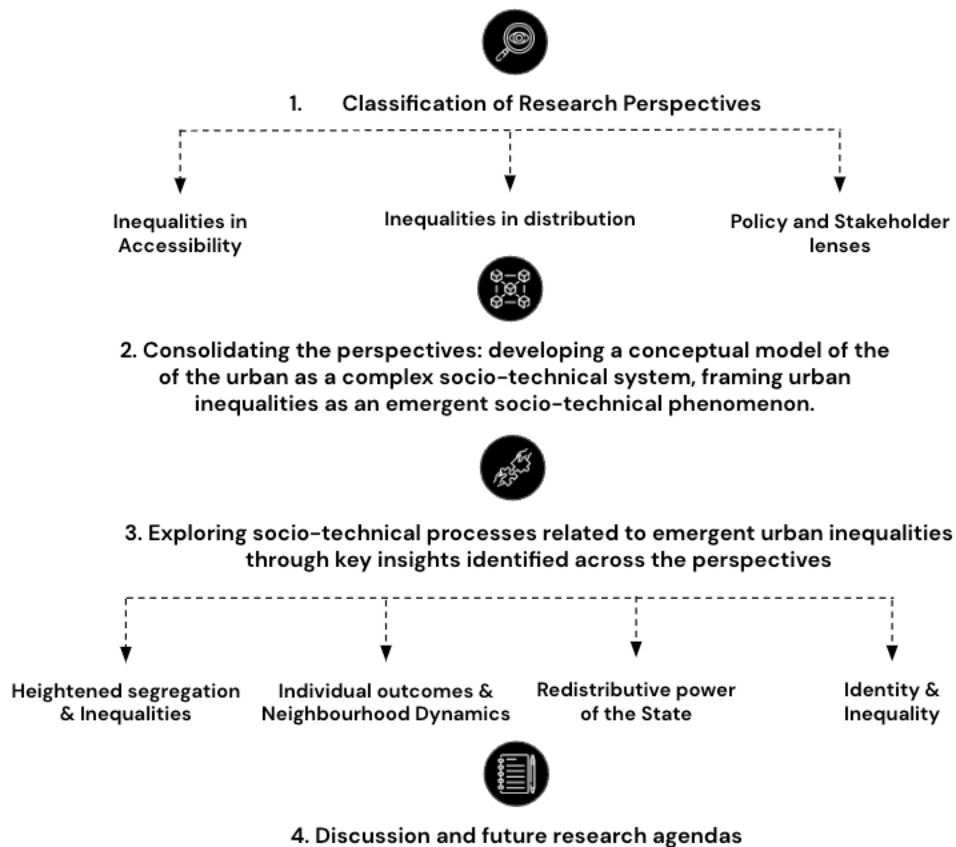 1. Classification of Research Perspectives
Inequalities in
Accessibility
Inequalities in distribution
Policy and Stakeholder
lenses
2. Consolidating the perspectives: developing a conceptual model of the
of the urban as a complex socio-technical system, framing urban
inequalities as an emergent socio-technical phenomenon.
3. Exploring socio-technical processes related to emergent urban inequalities
through key insights identified across the perspectives
Heightened segregation
& Inequalities
Individual outcomes &
Neighbourhood Dynamics
Redistributive power
of the State
Identity &
Inequality
4. Discussion and future research agendas